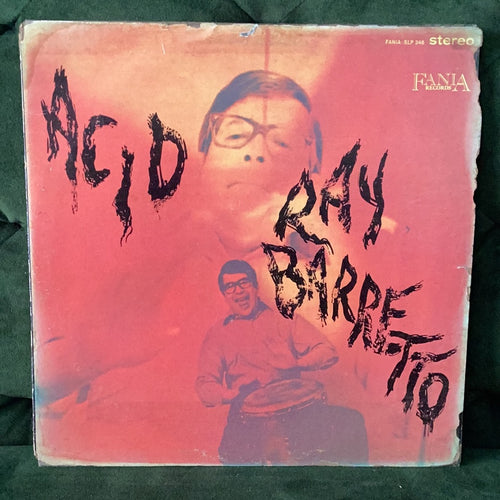 FANIA SLP 346 stereo
FANIA
RECORDS
ACID
RAY
BARRETTO